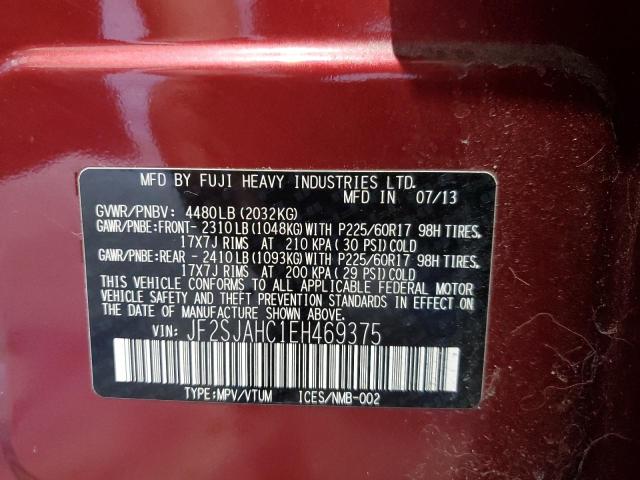 MFD BY FUJI HEAVY INDUSTRIES LTD.
MFD IN 07/13
GVWR/PNBV: 4480LB (2032KG)
GAWR/PNBE:FRONT- 2310LB (1048KG) WITH P225/60R17 98H TIRES,
17X7J RIMS AT 210 KPA (30 PSI) COLD
GAWR/PNBE:REAR - 2410LB (1093KG) WITH P225/60R17 98H TIRES,
17X7J RIMS AT 200 KPA (29 PSI) COLD
THIS VEHICLE CONFORMS TO ALL APPLICABLE FEDERAL MOTOR
VEHICLE SAFETY AND THEFT PREVENTION STANDARDS IN EFFECT ON
THE DATE OF MANUFACTURE SHOWN ABOVE.
VIN: JF2SJAHC1EH469375
TYPE:MPV/VTUM ICES/NMB-002